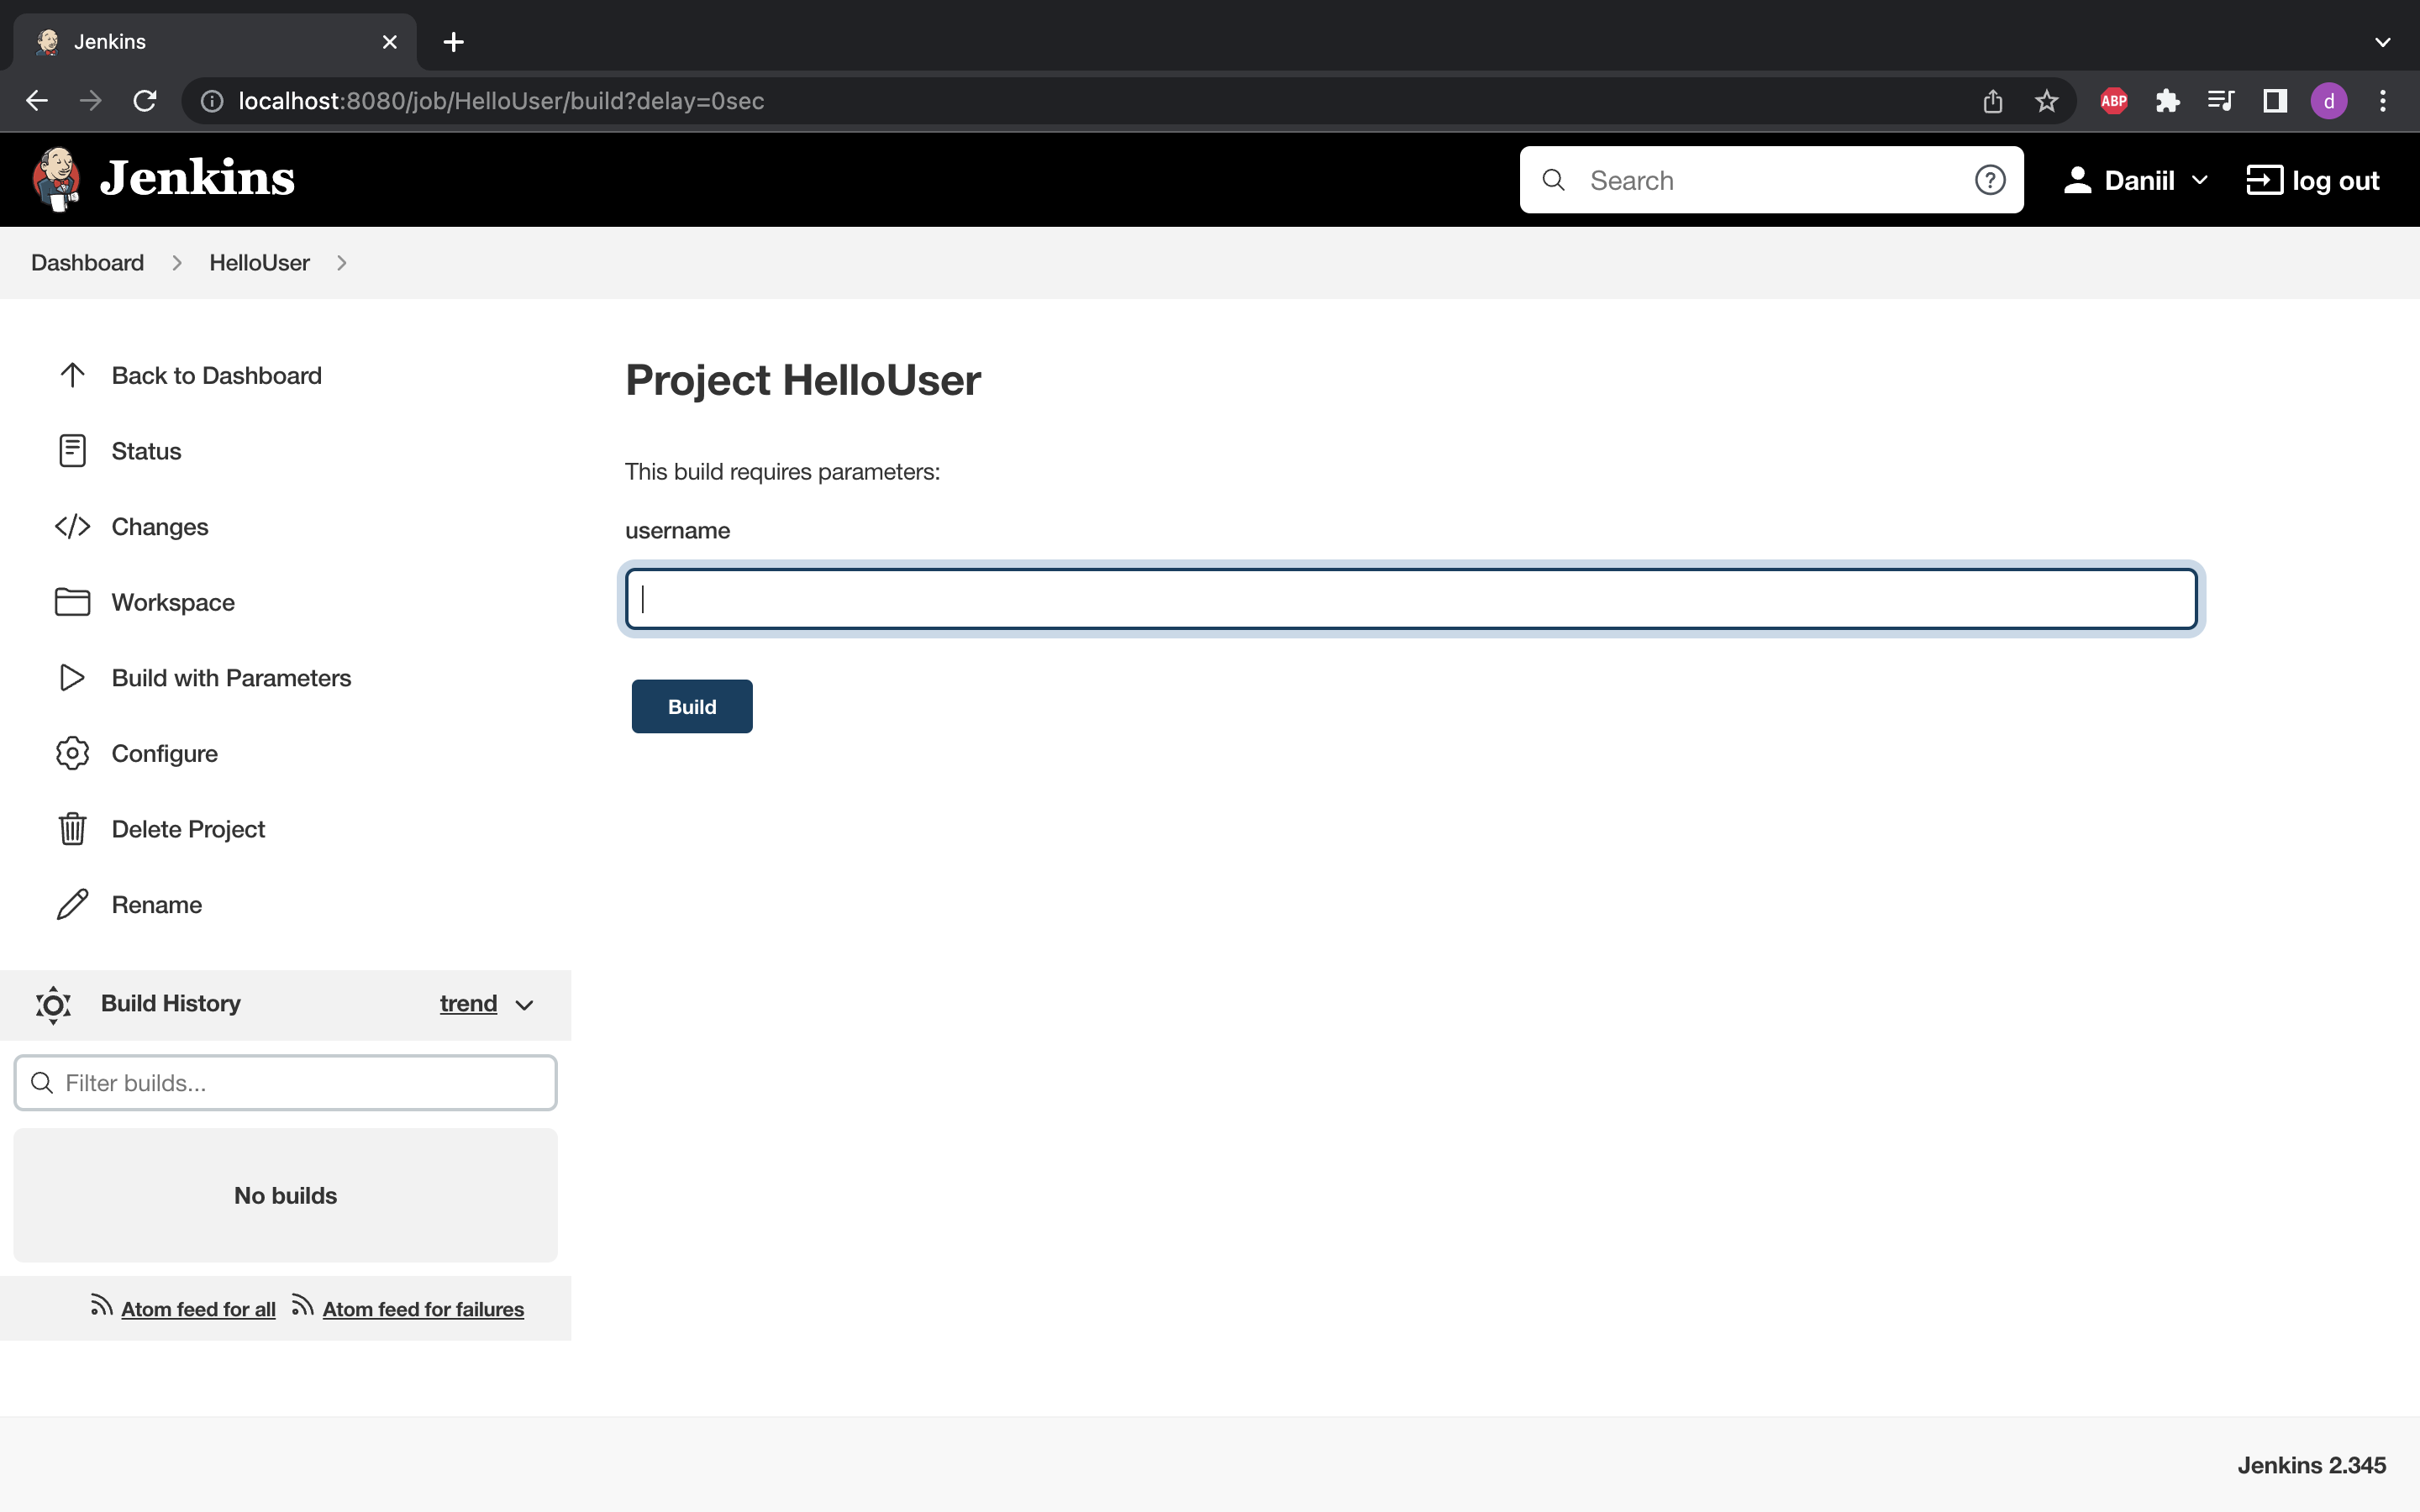 Jenkins
localhost:8080/job/HelloUser/build?delay=0sec
ABP
d
Jenkins
Search
?
Daniil
log out
Dashboard
HelloUser
Back to Dashboard
Status
Changes
Workspace
Build with Parameters
Configure
Delete Project
Rename
Build History
trend
Filter builds...
No builds
Atom feed for all
Atom feed for failures
Project HelloUser
This build requires parameters:
username
Build
Jenkins 2.345